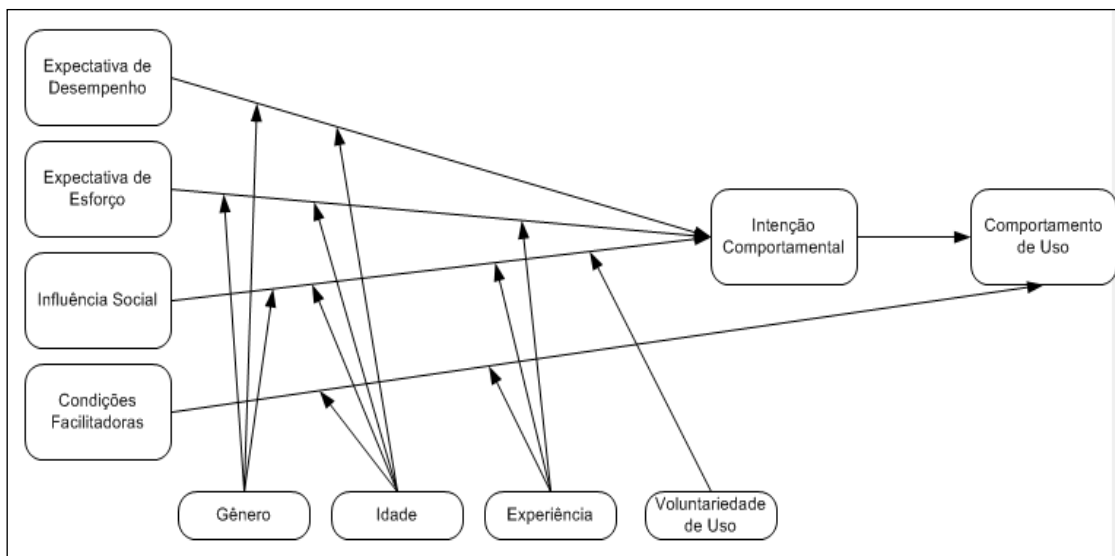 Expectativa de
Desempenho
Expectativa de
Esforço
Influência Social
Condições
Facilitadoras
Intenção
Comportamental
Comportamento
de Uso
Gênero
Idade
Experiência
Voluntariedade
de Uso